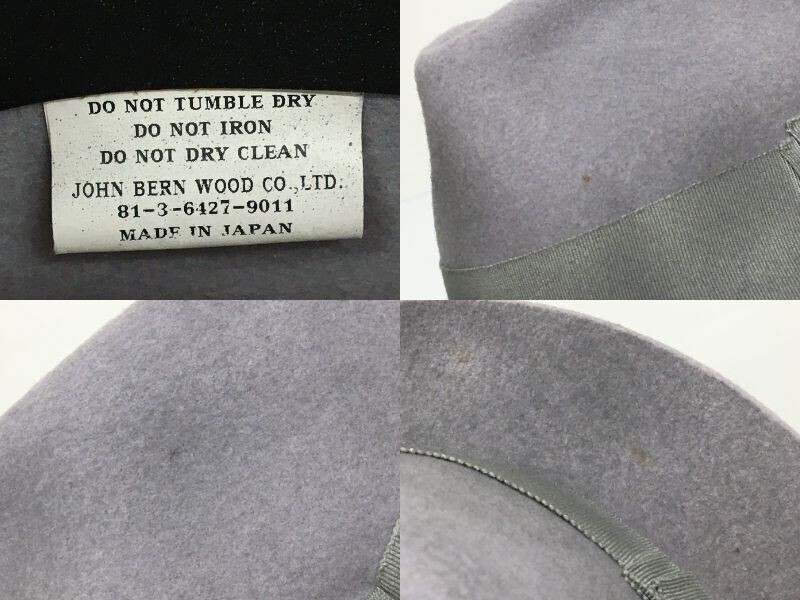 DO NOT TUMBLE DRY
DO NOT IRON
DO NOT DRY CLEAN
JOHN BERN WOOD CO.,LTD.
81-3-6427-9011
MADE IN JAPAN